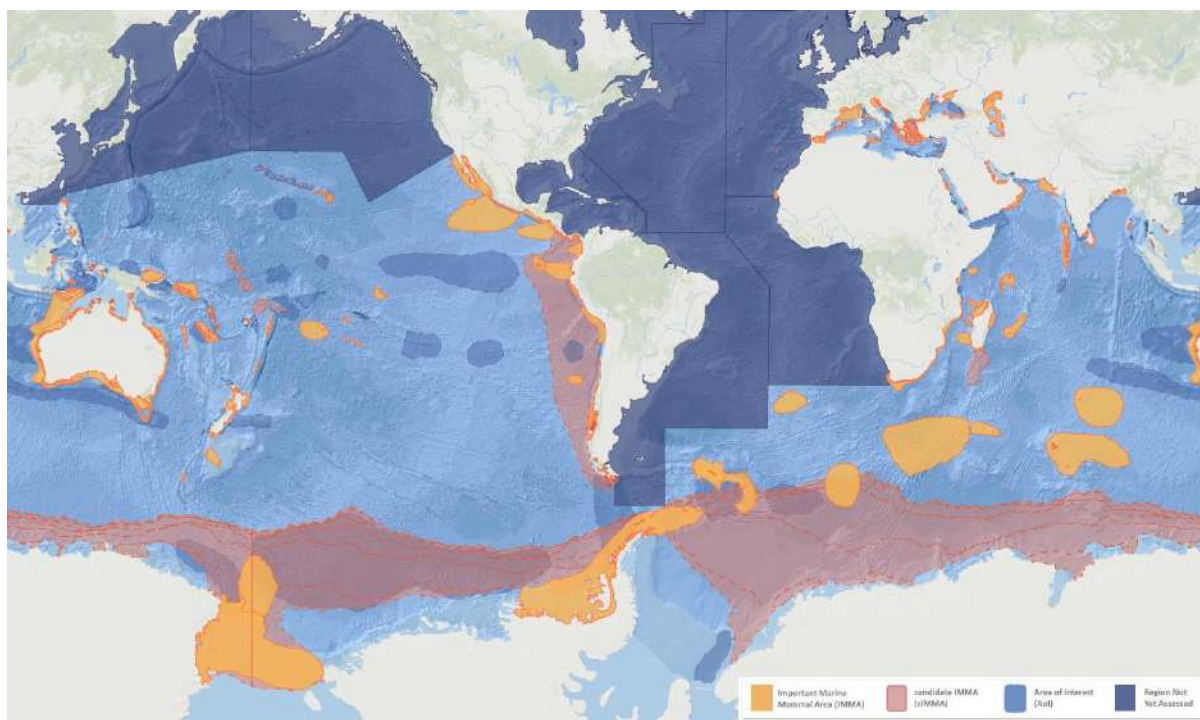 Important Marine
Mammal Area (IMMA)
candidate IMMA
(cIMMA)
Area of Interest
(AoI)
Region Not
Yet Assessed